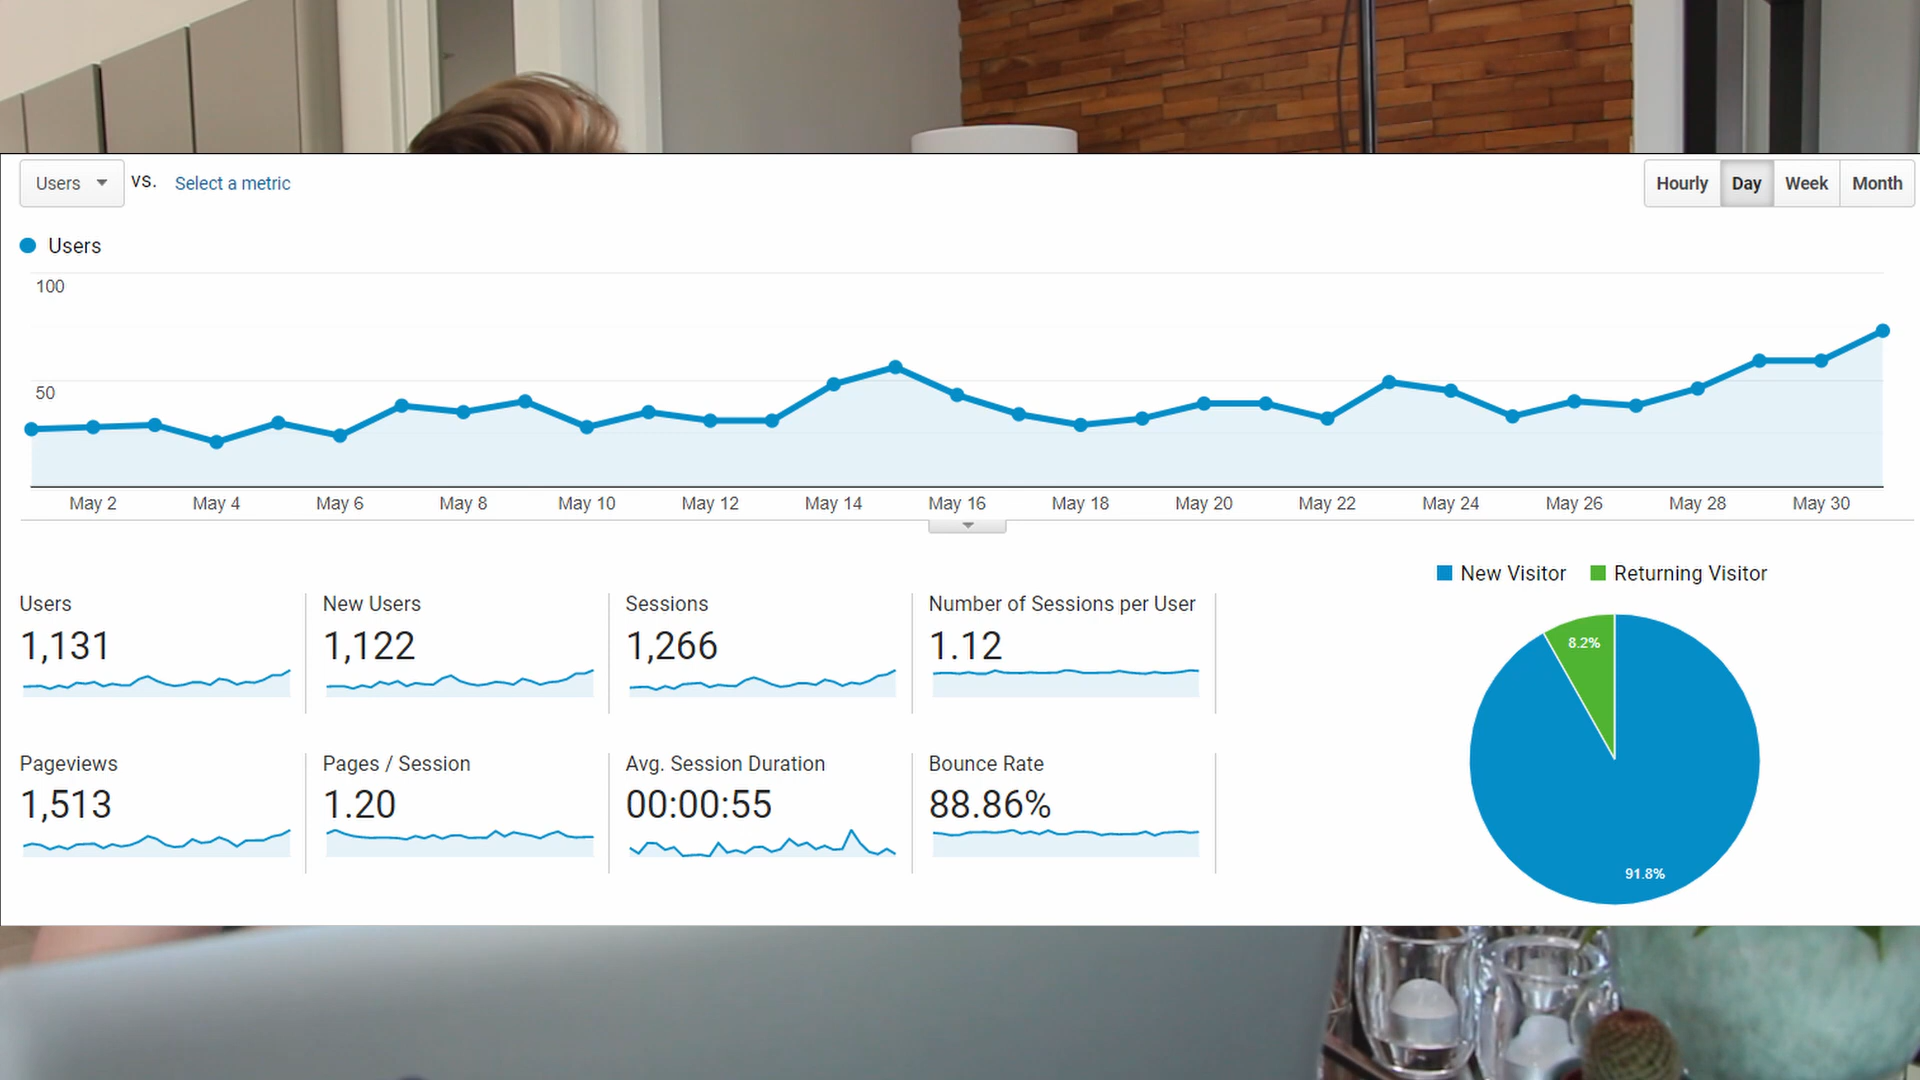 Users vs. Select a metric Hourly Day Week Month
Users
100
50
May 2 May 4 May 6 May 8 May 10 May 12 May 14 May 16 May 18 May 20 May 22 May 24 May 26 May 28 May 30
New Visitor Returning Visitor
Users New Users Sessions Number of Sessions per User
1,131 1,122 1,266 1.12
8.2%
Pageviews Pages / Session Avg. Session Duration Bounce Rate
1,513 1.20 00:00:55 88.86%
91.8%